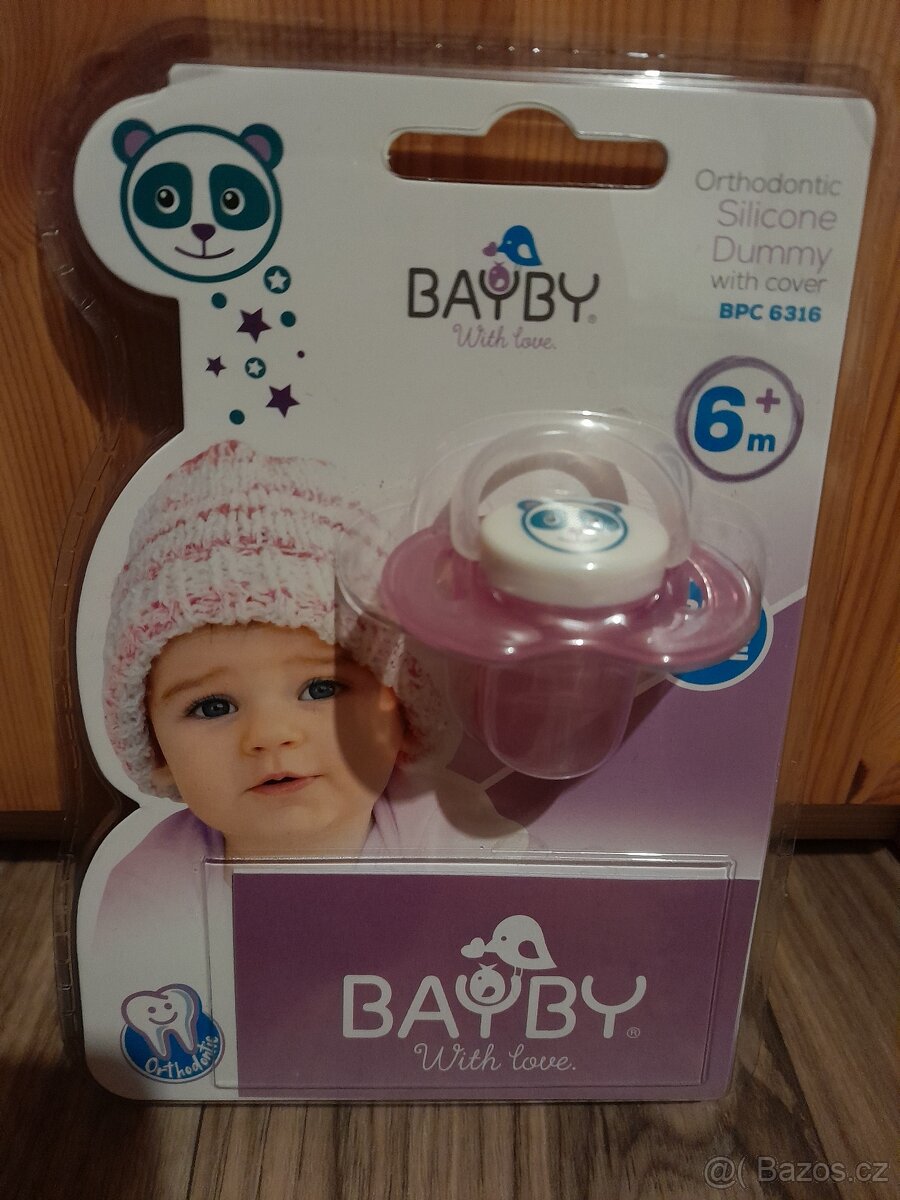 Orthodontic
Silicone
Dummy
with cover
BPC 6316
BAYBY®
With love.
6+
m
BAYBY®
With love.
Orthodontic
@( Bazos.cz